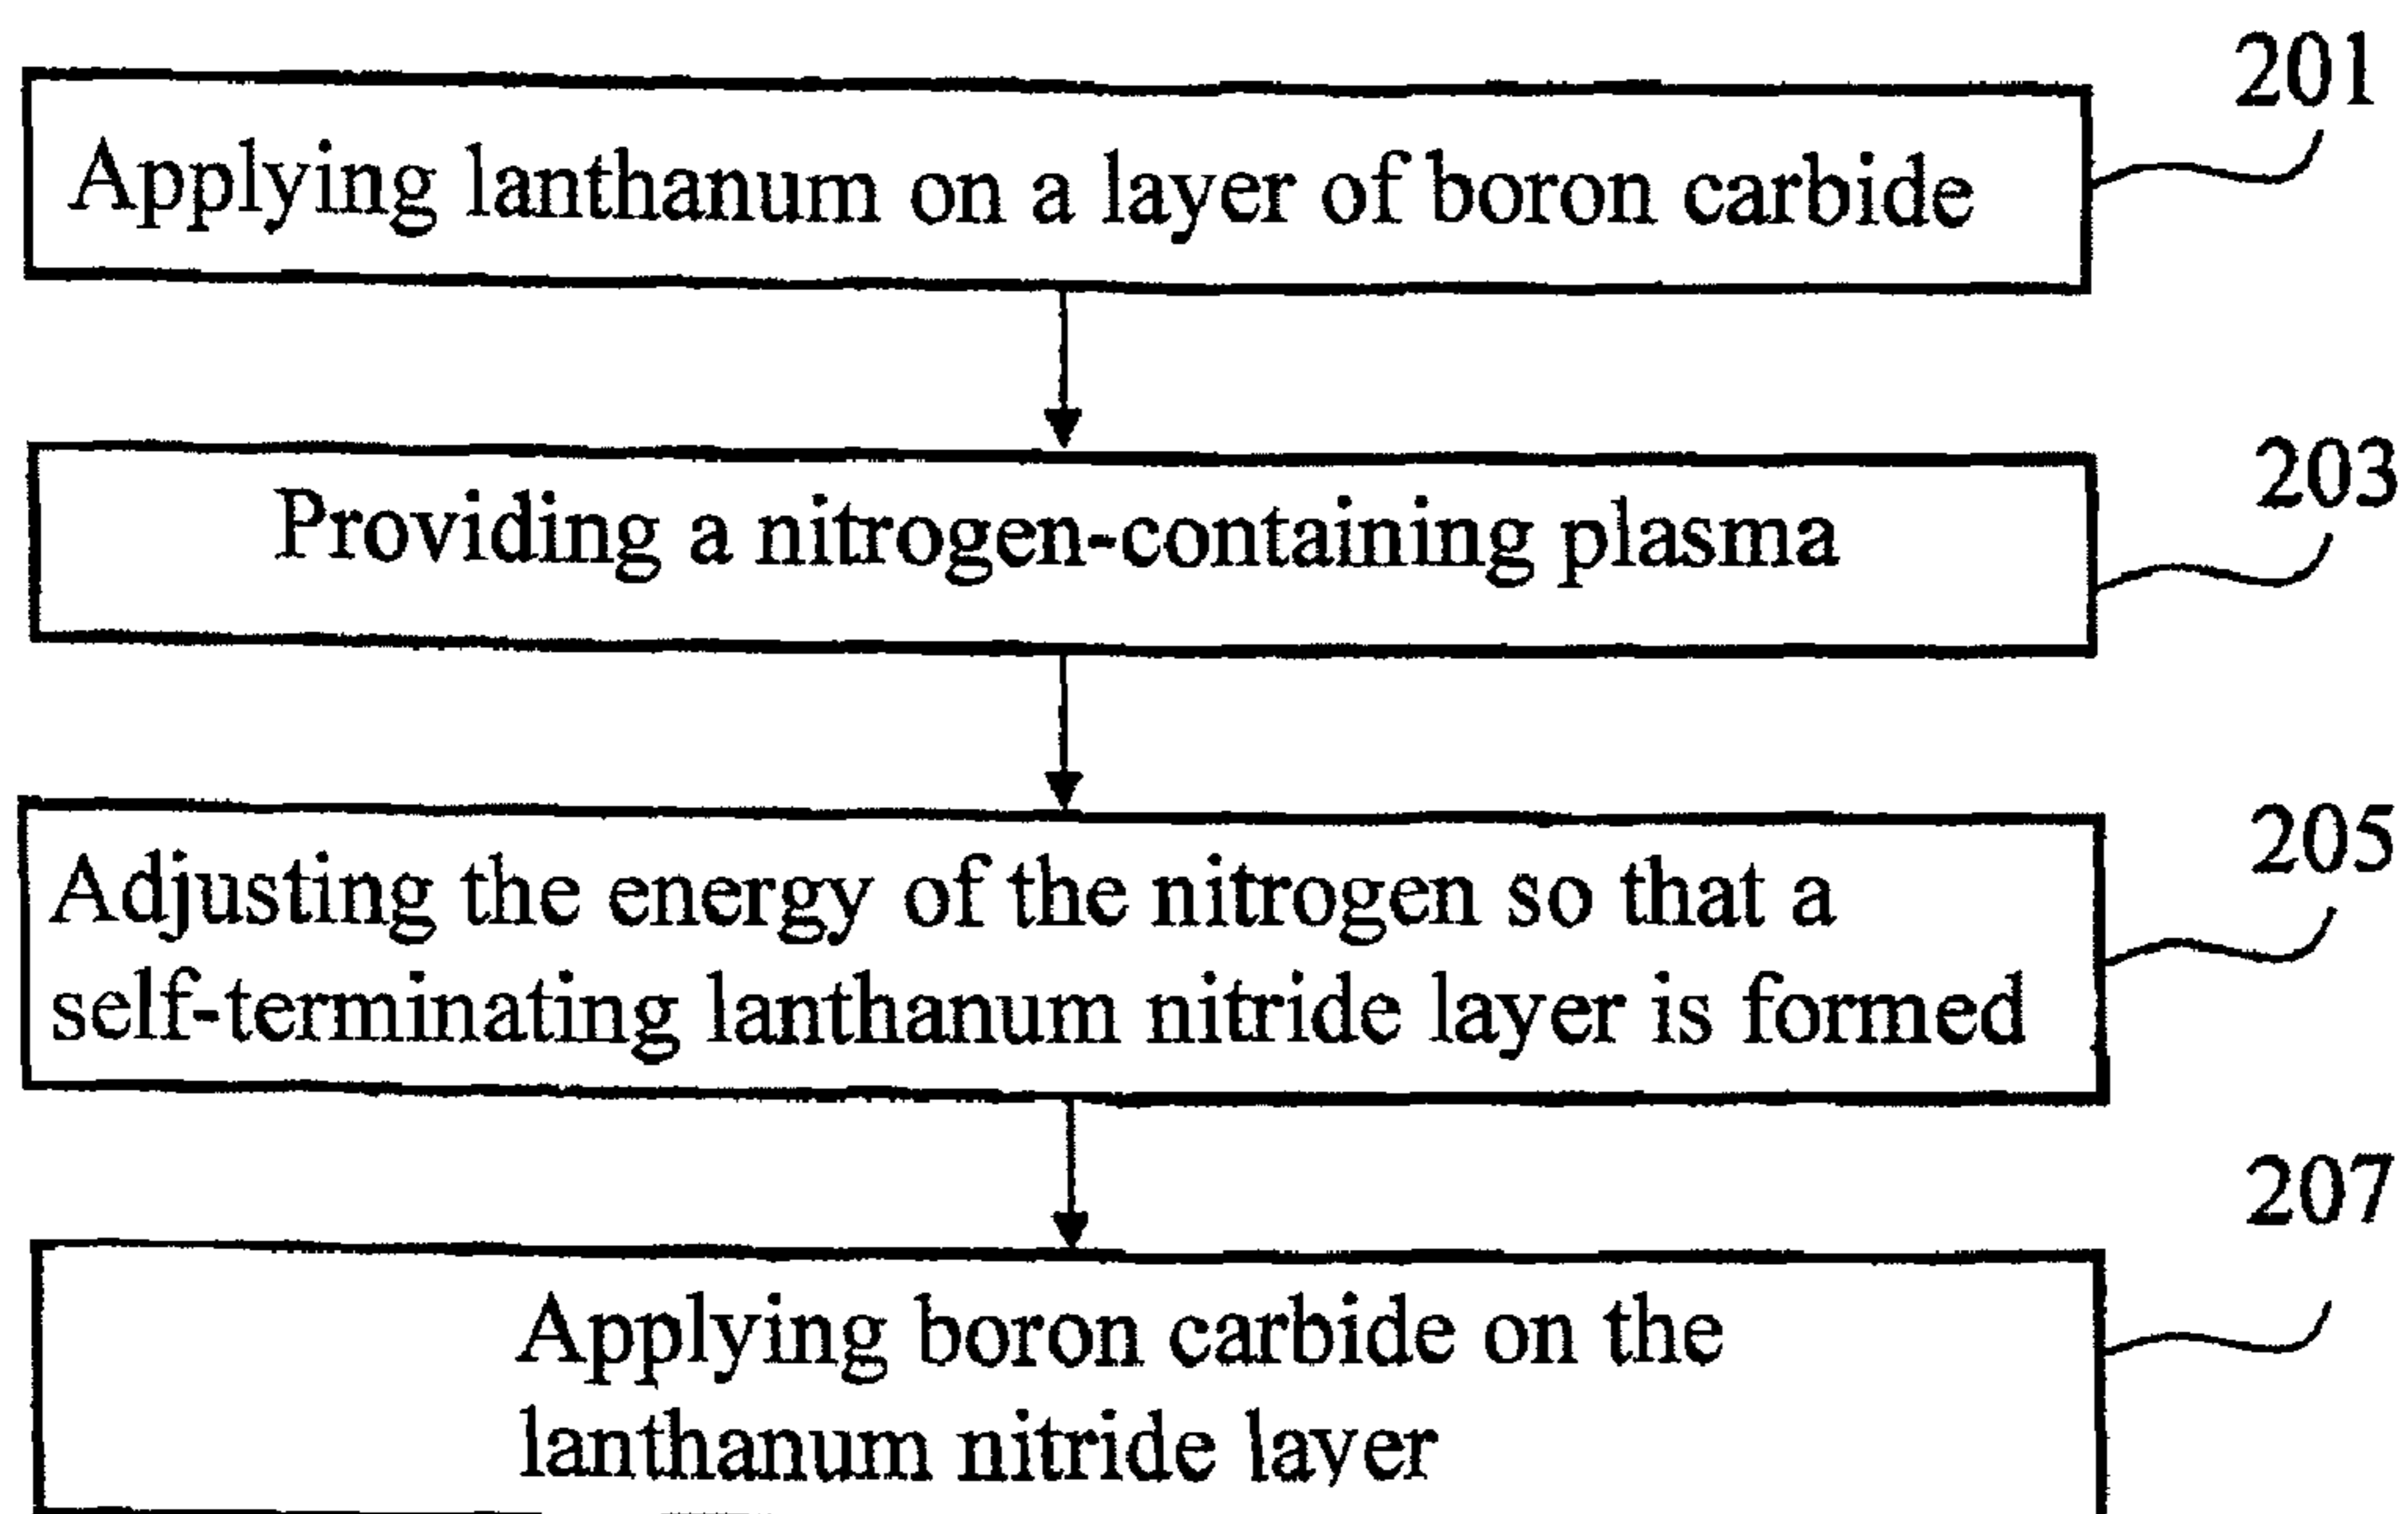 201
Applying lanthanum on a layer of boron carbide
203
Providing a nitrogen-containing plasma
205
Adjusting the energy of the nitrogen so that a
self-terminating lanthanum nitride layer is formed
207
Applying boron carbide on the
lanthanum nitride layer